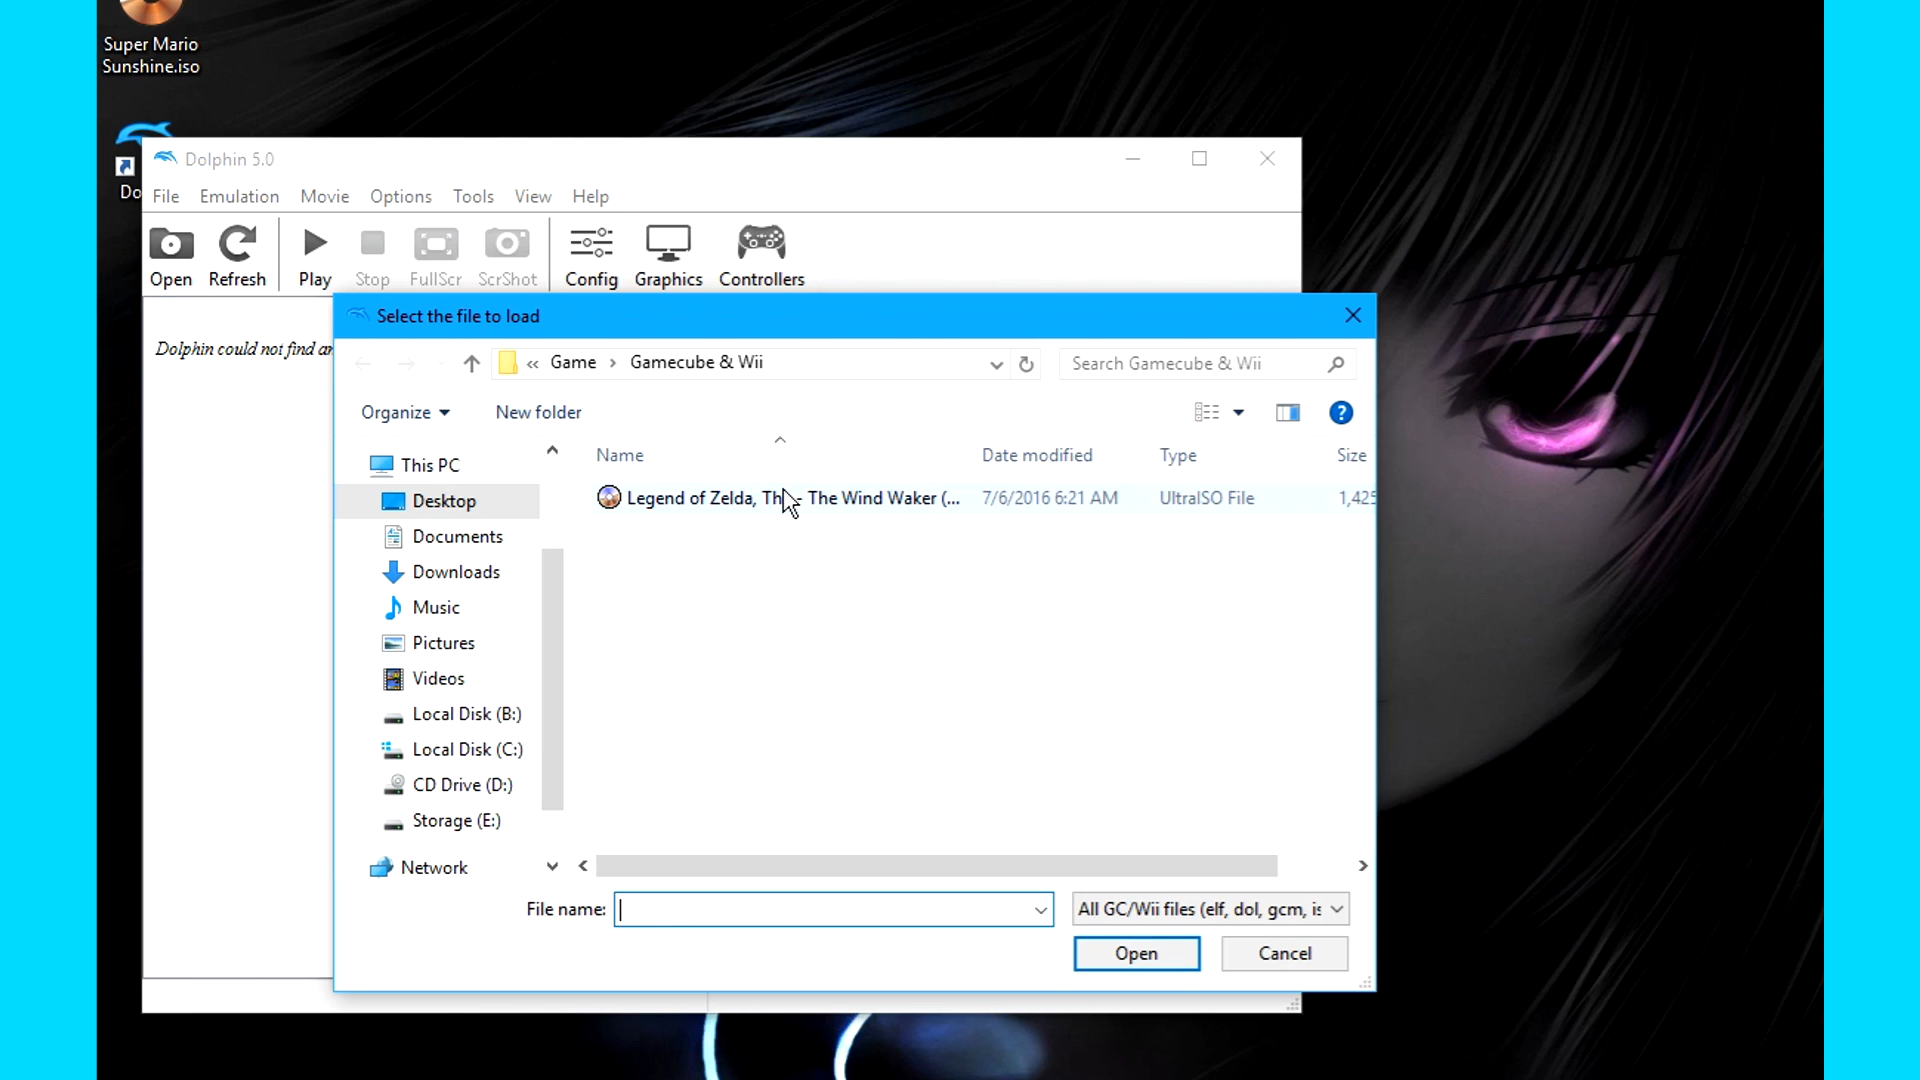 Super Mario
Sunshine.iso
Dolphin 5.0
Do
File Emulation Movie Options Tools View Help
Open Refresh Play Stop FullScr ScrShot Config Graphics Controllers
Select the file to load
Dolphin could not find an
« Game › Gamecube & Wii
Search Gamecube & Wii
Organize New folder
Name Date modified Type Size
This PC
Legend of Zelda, Th - The Wind Waker (... 7/6/2016 6:21 AM UltraISO File 1,425
Desktop
Documents
Downloads
Music
Pictures
Videos
Local Disk (B:)
Local Disk (C:)
CD Drive (D:)
Storage (E:)
Network
File name: All GC/Wii files (elf, dol, gcm, is
Open Cancel